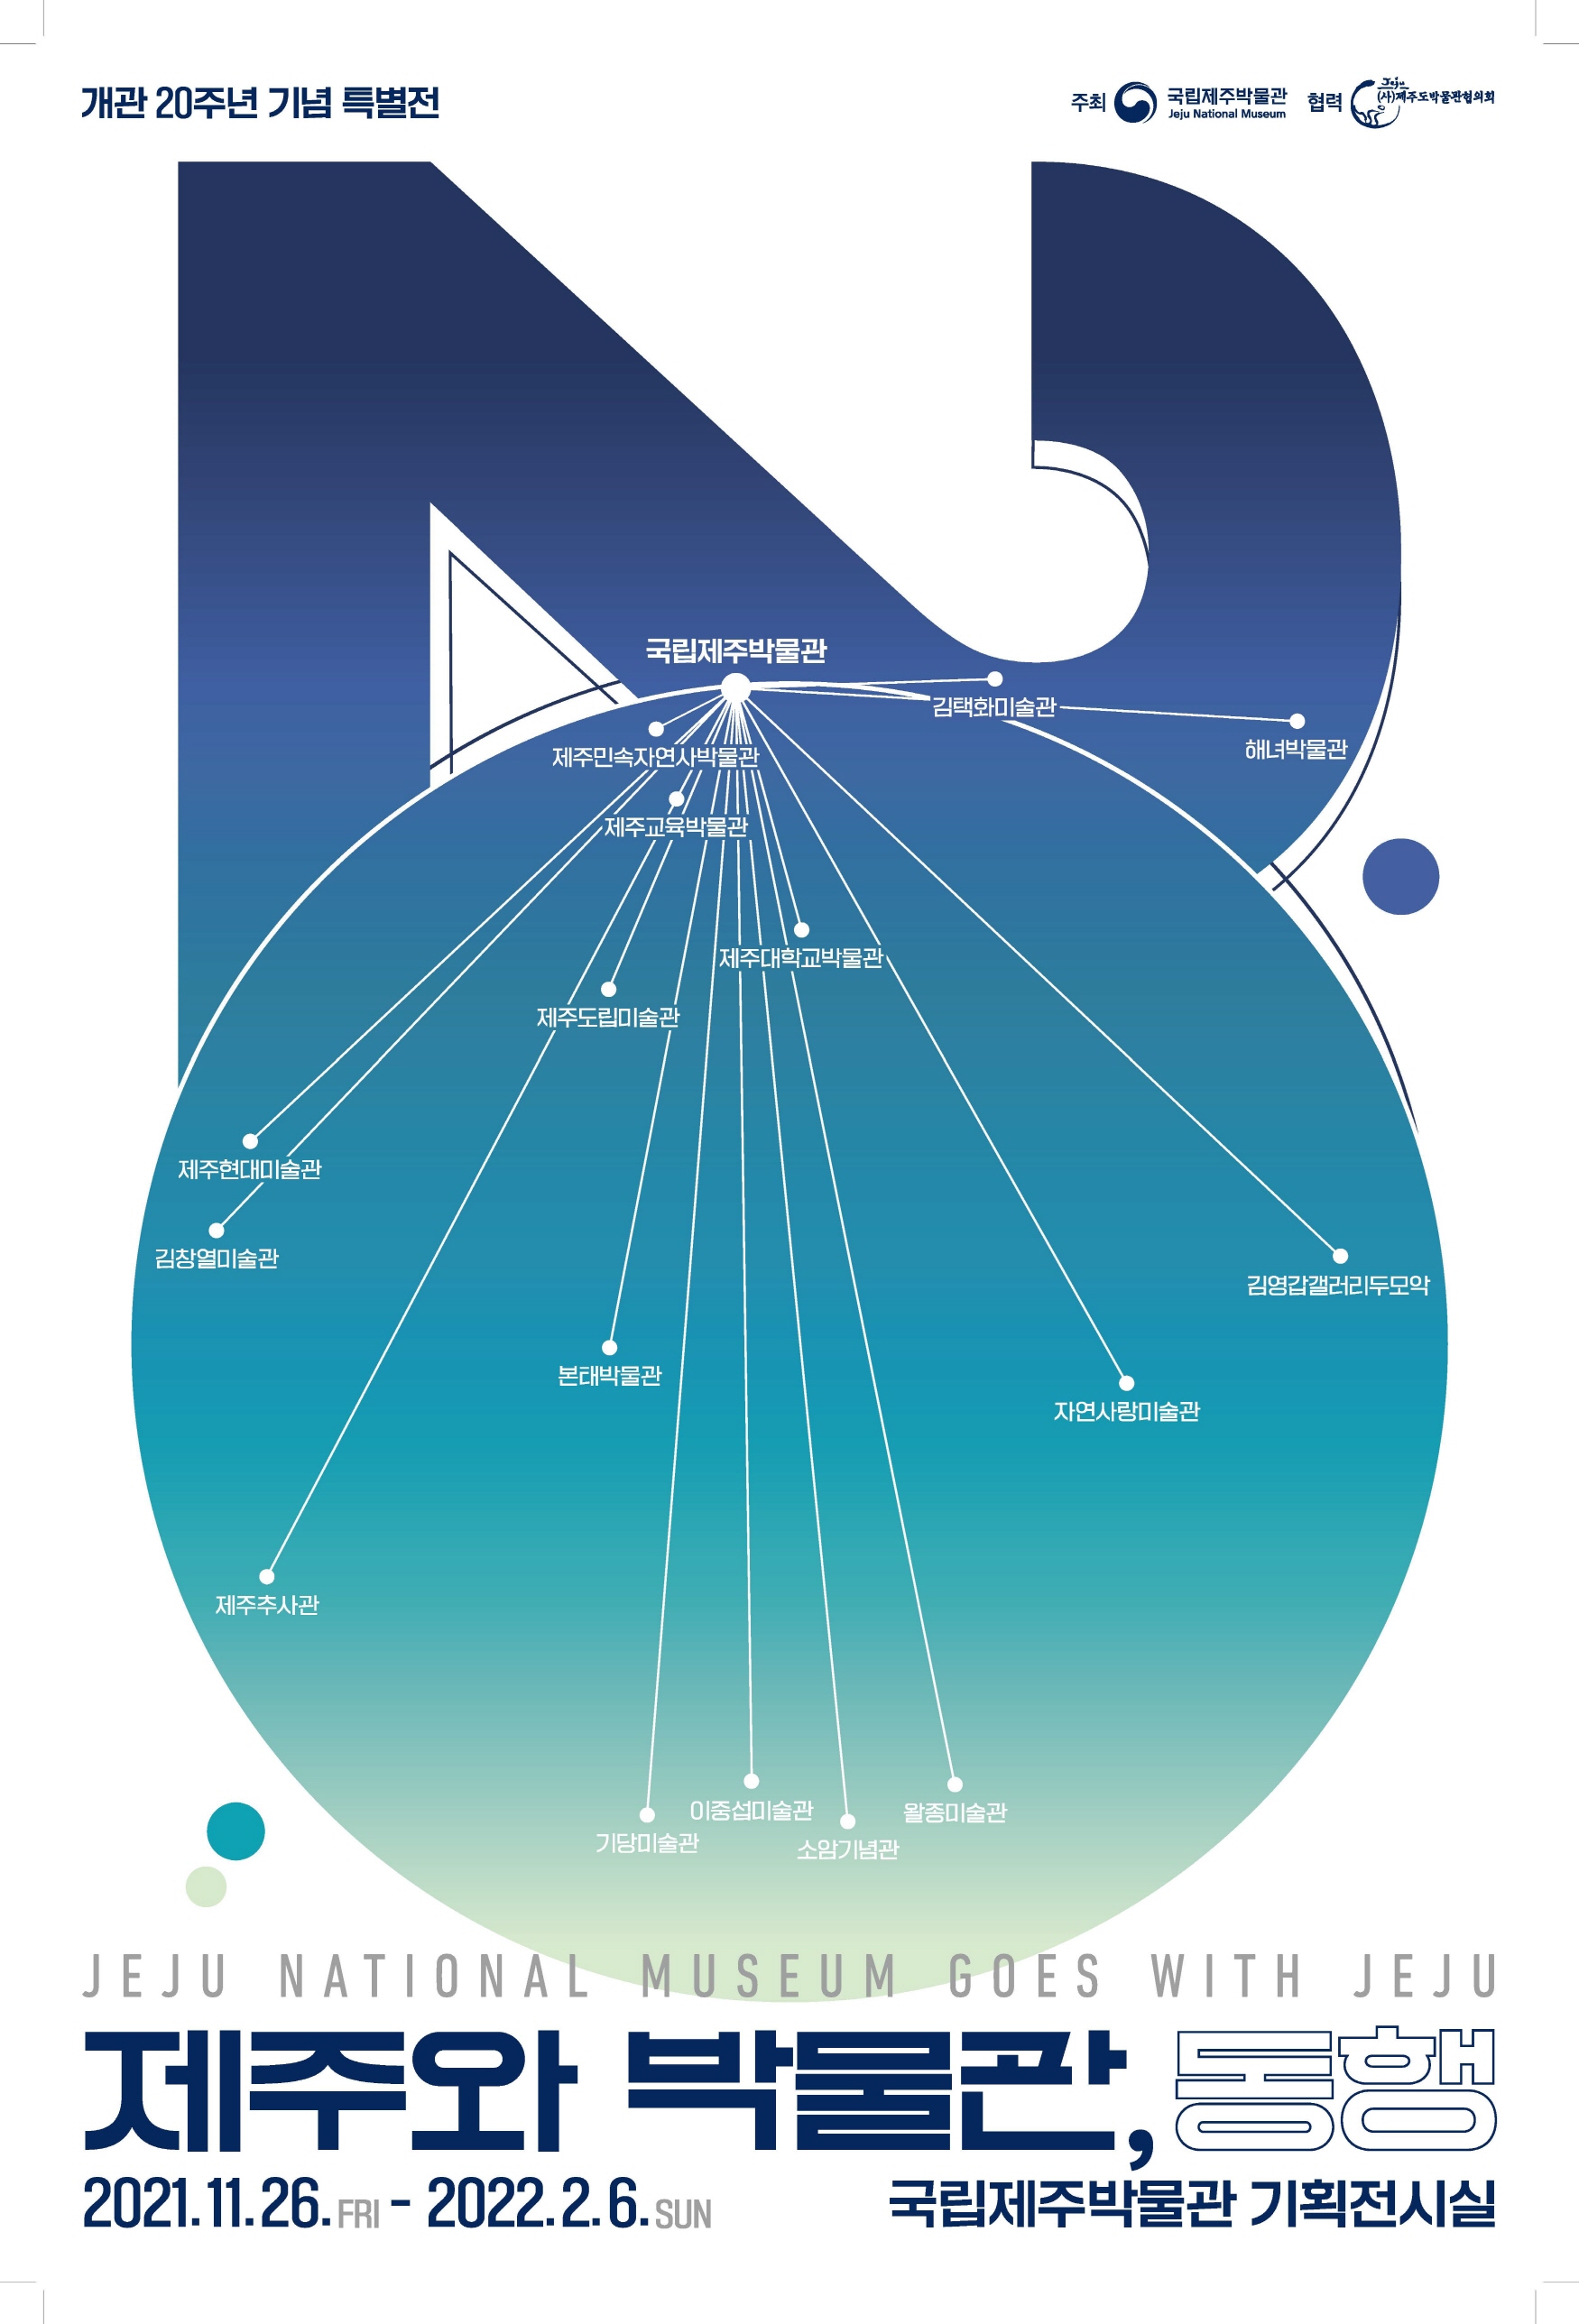 개관 20주년 기념 특별전
주최 국립제주박물관 Jeju National Museum 협력 Jeju (사)제주도박물관협의회
국립제주박물관
김택화미술관
해녀박물관
제주민속자연사박물관
제주교육박물관
제주대학교박물관
제주도립미술관
제주현대미술관
김창열미술관
김영갑갤러리두모악
본태박물관
자연사랑미술관
제주추사관
이중섭미술관
왈종미술관
기당미술관
소암기념관
JEJU NATIONAL MUSEUM GOES WITH JEJU
제주와 박물관, 동행
2021.11.26.FRI - 2022.2.6.SUN
국립제주박물관 기획전시실